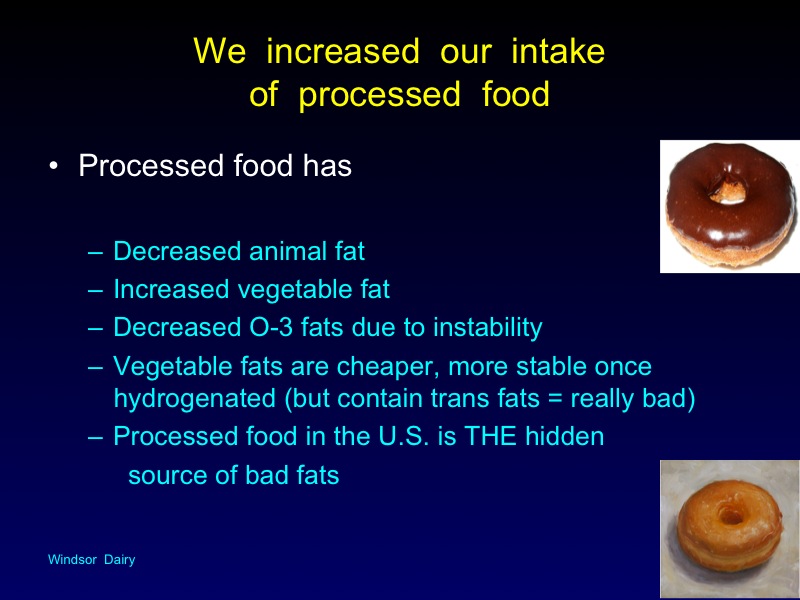 We increased our intake
of processed food
• Processed food has
– Decreased animal fat
– Increased vegetable fat
– Decreased O-3 fats due to instability
– Vegetable fats are cheaper, more stable once
hydrogenated (but contain trans fats = really bad)
– Processed food in the U.S. is THE hidden
source of bad fats
Windsor Dairy